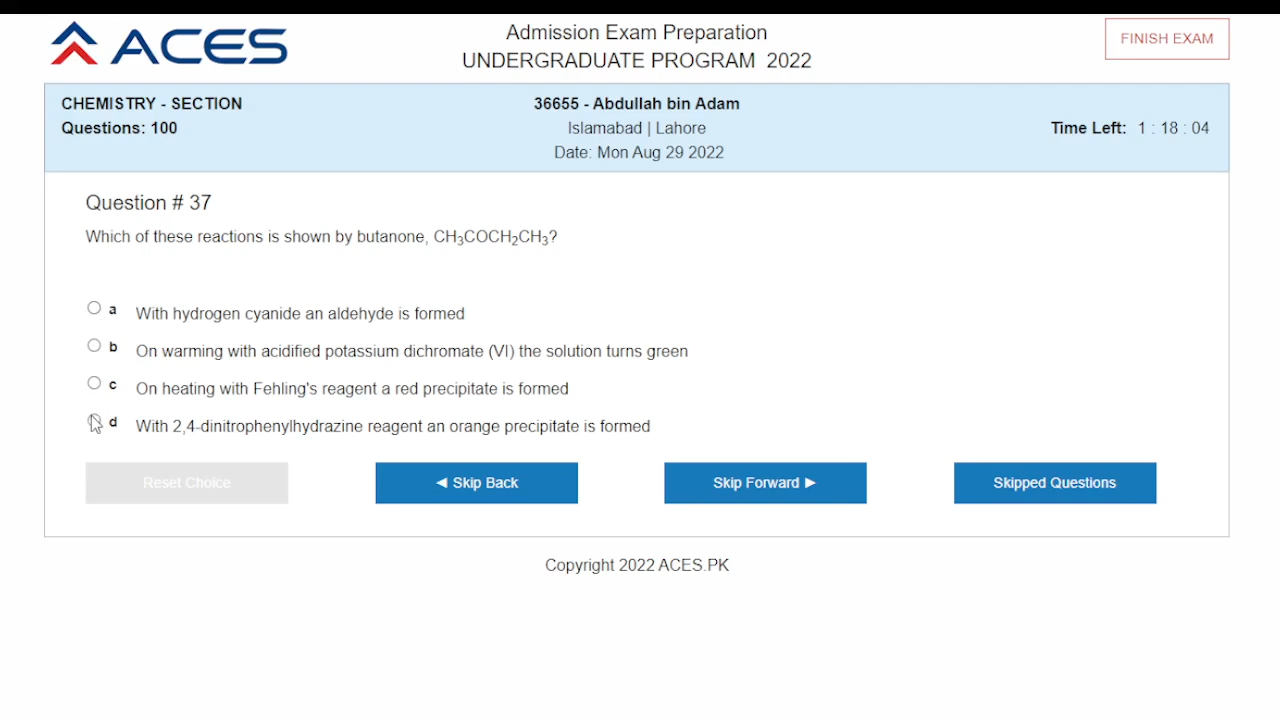 ACES
Admission Exam Preparation
UNDERGRADUATE PROGRAM 2022
FINISH EXAM
CHEMISTRY - SECTION
Questions: 100
36655 - Abdullah bin Adam
Islamabad | Lahore
Date: Mon Aug 29 2022
Time Left: 1 : 18 : 04
Question # 37
Which of these reactions is shown by butanone, CH₃COCH₂CH₃?
a With hydrogen cyanide an aldehyde is formed
b On warming with acidified potassium dichromate (VI) the solution turns green
c On heating with Fehling's reagent a red precipitate is formed
d With 2,4-dinitrophenylhydrazine reagent an orange precipitate is formed
Reset Choice
◄ Skip Back
Skip Forward ►
Skipped Questions
Copyright 2022 ACES.PK